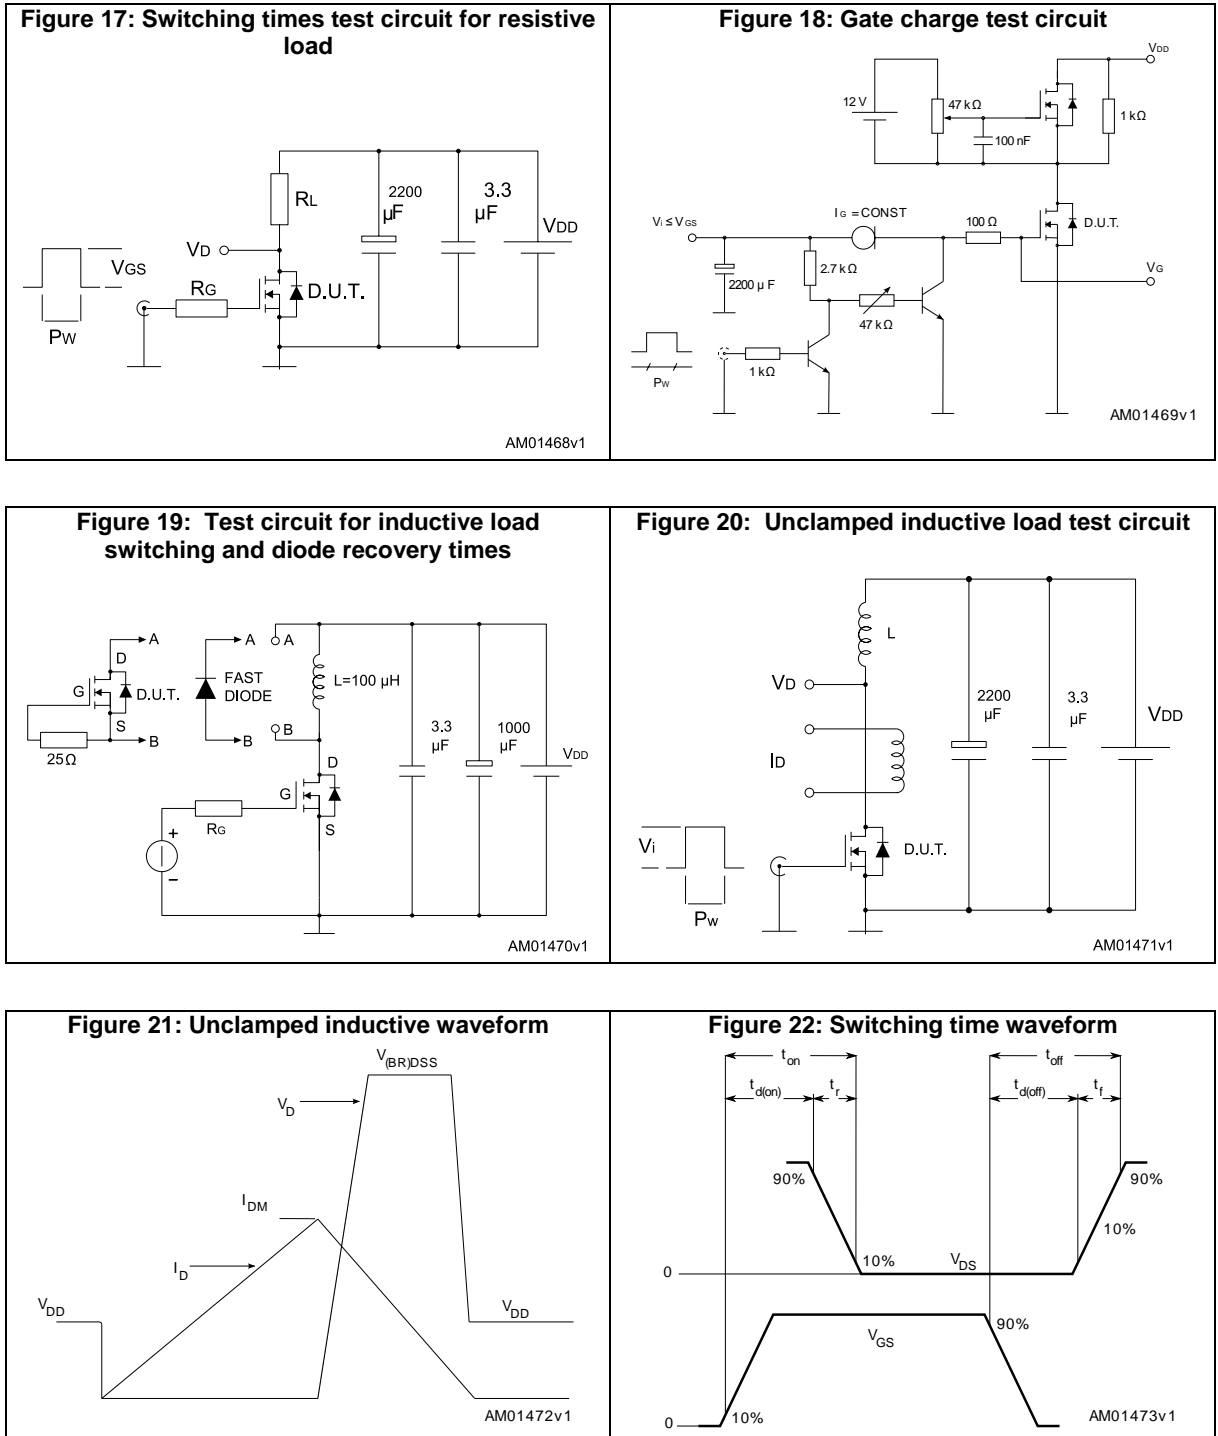 Figure 17: Switching times test circuit for resistive
load
RL
2200
µF
3.3
µF
VDD
VD
VGS
RG
D.U.T.
PW
AM01468v1
Figure 18: Gate charge test circuit
VDD
12 V
47 kΩ
1 kΩ
100 nF
Vi ≤ VGS
IG = CONST
100 Ω
D.U.T.
2.7 kΩ
VG
2200 µ F
47 kΩ
1 kΩ
PW
AM01469v1
Figure 19: Test circuit for inductive load
switching and diode recovery times
A
A
A
D
G
D.U.T.
FAST
DIODE
L=100 µH
S
B
B
B
25Ω
3.3
µF
1000
µF
VDD
D
G
RG
S
+
–
AM01470v1
Figure 20: Unclamped inductive load test circuit
L
VD
2200
µF
3.3
µF
VDD
ID
Vi
D.U.T.
PW
AM01471v1
Figure 21: Unclamped inductive waveform
V(BR)DSS
VD
IDM
ID
VDD
VDD
AM01472v1
Figure 22: Switching time waveform
ton
toff
td(on)
tr
td(off)
tf
90%
90%
10%
10%
0
VDS
90%
VGS
0
10%
AM01473v1